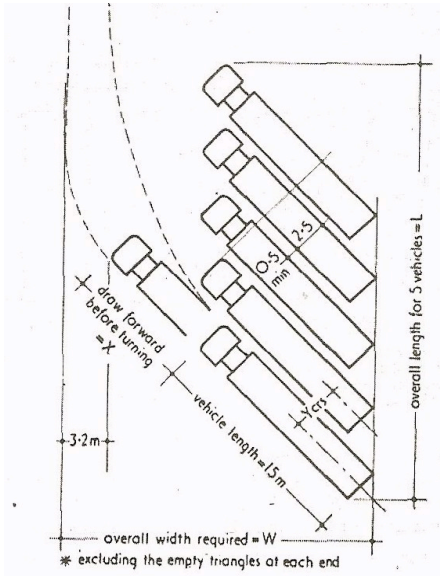 2·5
0·5
min
draw forward
before turning
=X
overall length for 5 vehicles=L
vehicle length=15m
Y crs
3·2m
overall width required = W
* excluding the empty triangles at each end